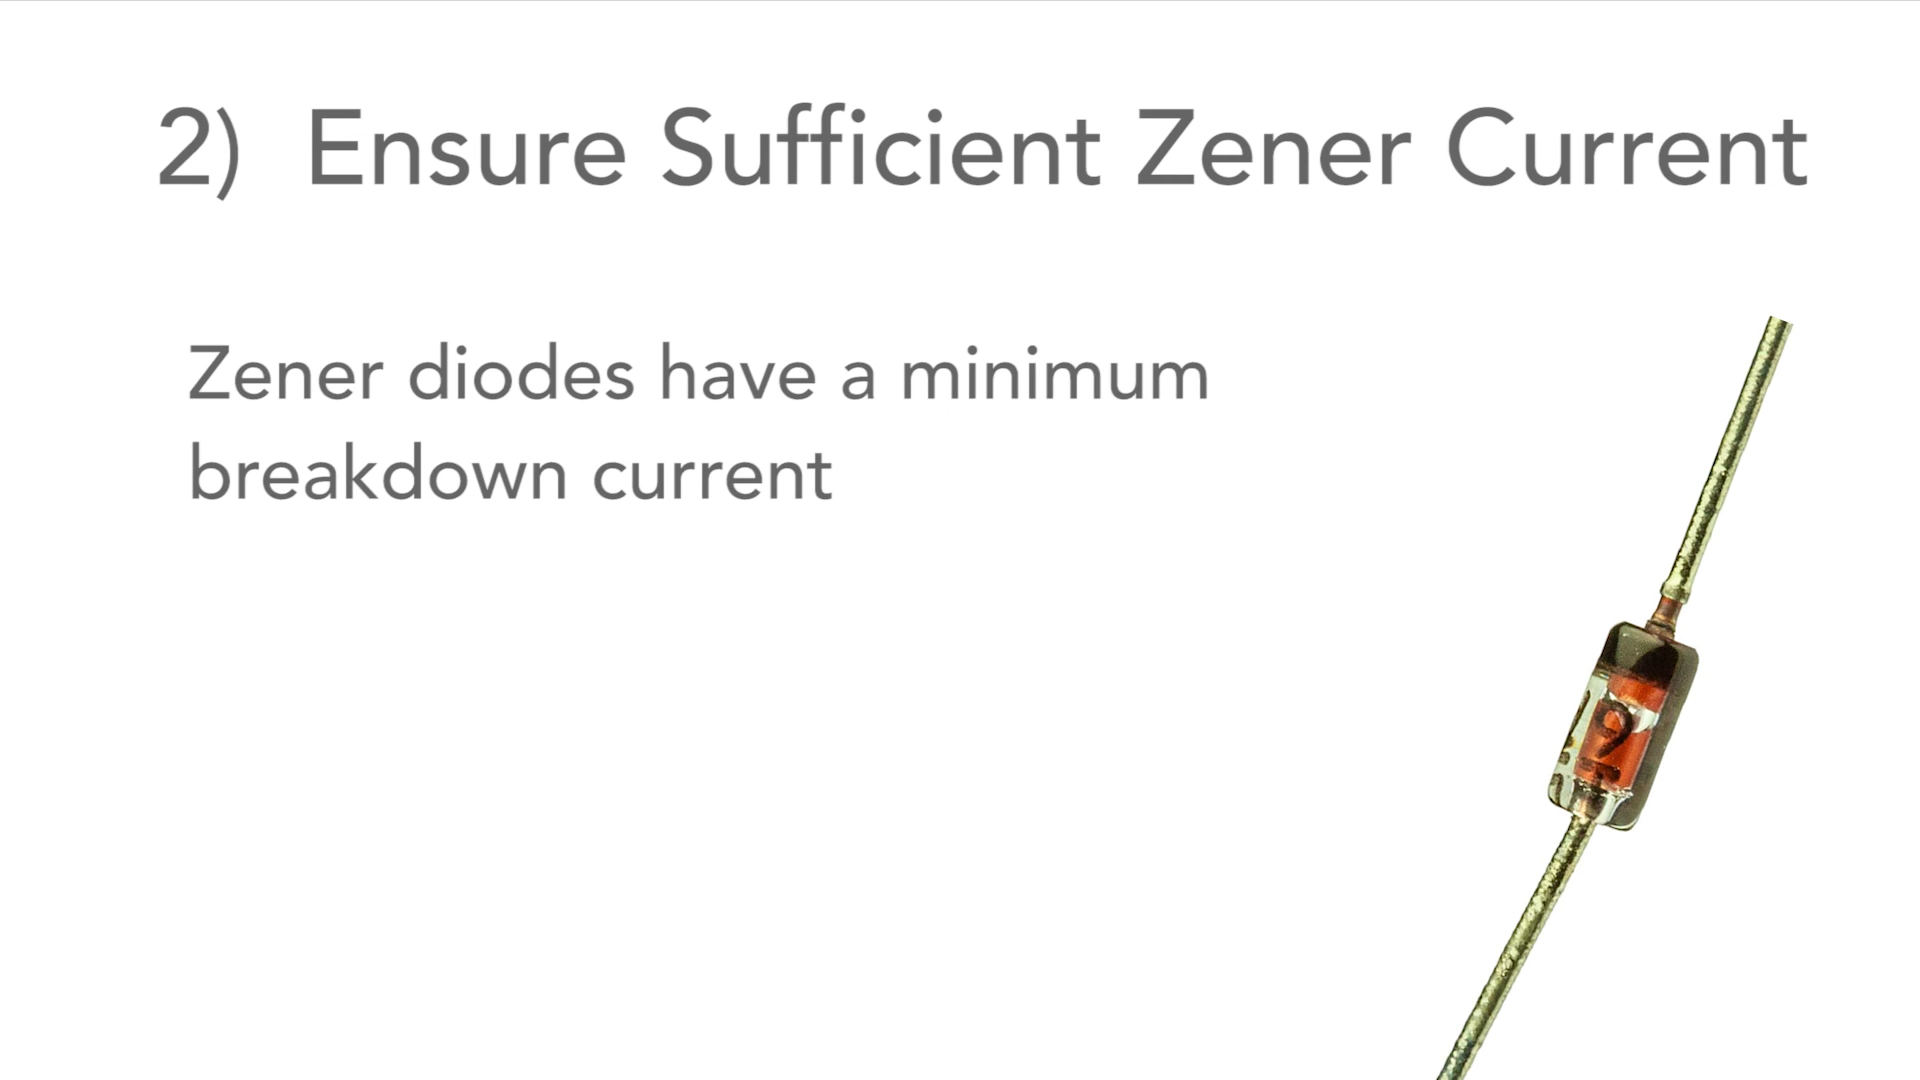 2) Ensure Sufficient Zener Current
Zener diodes have a minimum
breakdown current